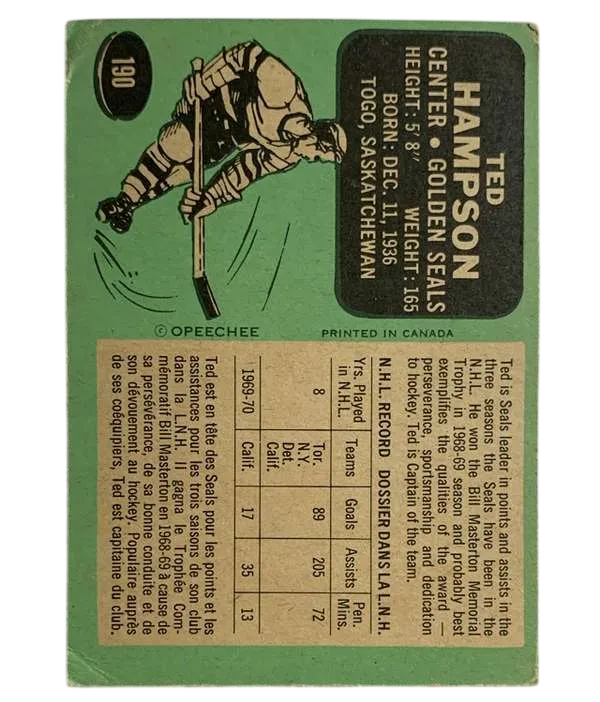 TED
HAMPSON
CENTER • GOLDEN SEALS
HEIGHT: 5' 8" WEIGHT: 165
BORN: DEC. 11, 1936
TOGO, SASKATCHEWAN
190
© OPEECHEE
PRINTED IN CANADA
Ted is Seals leader in points and assists in the
three seasons the Seals have been in the
N.H.L. He won the Bill Masterton Memorial
Trophy in 1968-69 season and probably best
exemplifies the qualities of the award —
perseverance, sportsmanship and dedication
to hockey. Ted is Captain of the team.
N.H.L. RECORD DOSSIER DANS LA L.N.H.
Yrs. Played in N.H.L. Teams Goals Assists Pen. Mins.
8 Tor. N.Y. Det. Calif. 89 205 72
1969-70 Calif. 17 35 13
Ted est en tête des Seals pour les points et les
assistances pour les trois saisons de son club
dans la L.N.H. Il gagna le Trophée Com-
mémoratif Bill Masterton en 1968-69 à cause de
sa persévérance, de sa bonne conduite et de
son dévouement au hockey. Populaire auprès
de ses coéquipiers, Ted est capitaine du club.